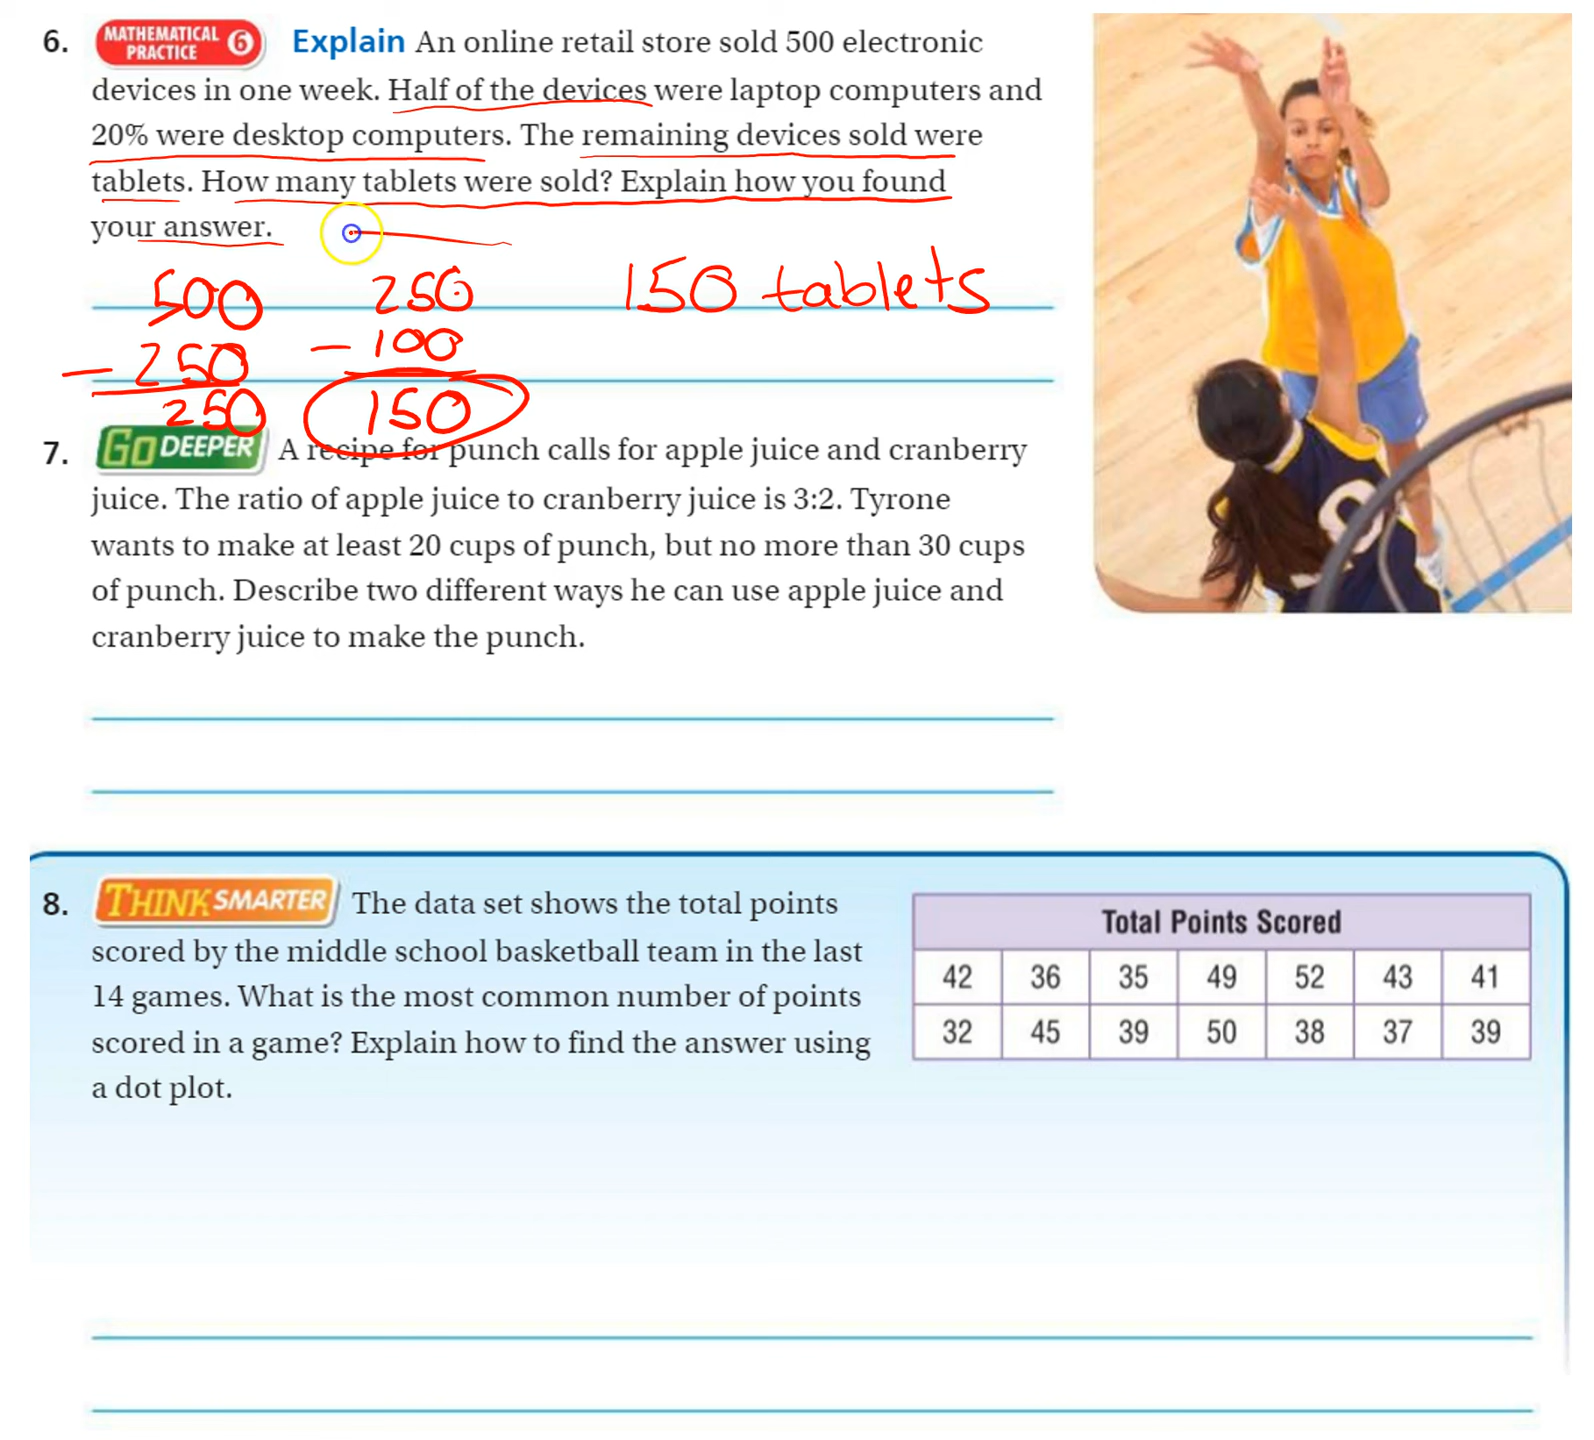 6. MATHEMATICAL PRACTICE 6 Explain An online retail store sold 500 electronic
devices in one week. Half of the devices were laptop computers and
20% were desktop computers. The remaining devices sold were
tablets. How many tablets were sold? Explain how you found
your answer.
500 250 150 tablets
- 250 - 100
250 150
7. GO DEEPER A recipe for punch calls for apple juice and cranberry
juice. The ratio of apple juice to cranberry juice is 3:2. Tyrone
wants to make at least 20 cups of punch, but no more than 30 cups
of punch. Describe two different ways he can use apple juice and
cranberry juice to make the punch.
8. THINK SMARTER The data set shows the total points
scored by the middle school basketball team in the last
14 games. What is the most common number of points
scored in a game? Explain how to find the answer using
a dot plot.
Total Points Scored
42 36 35 49 52 43 41
32 45 39 50 38 37 39